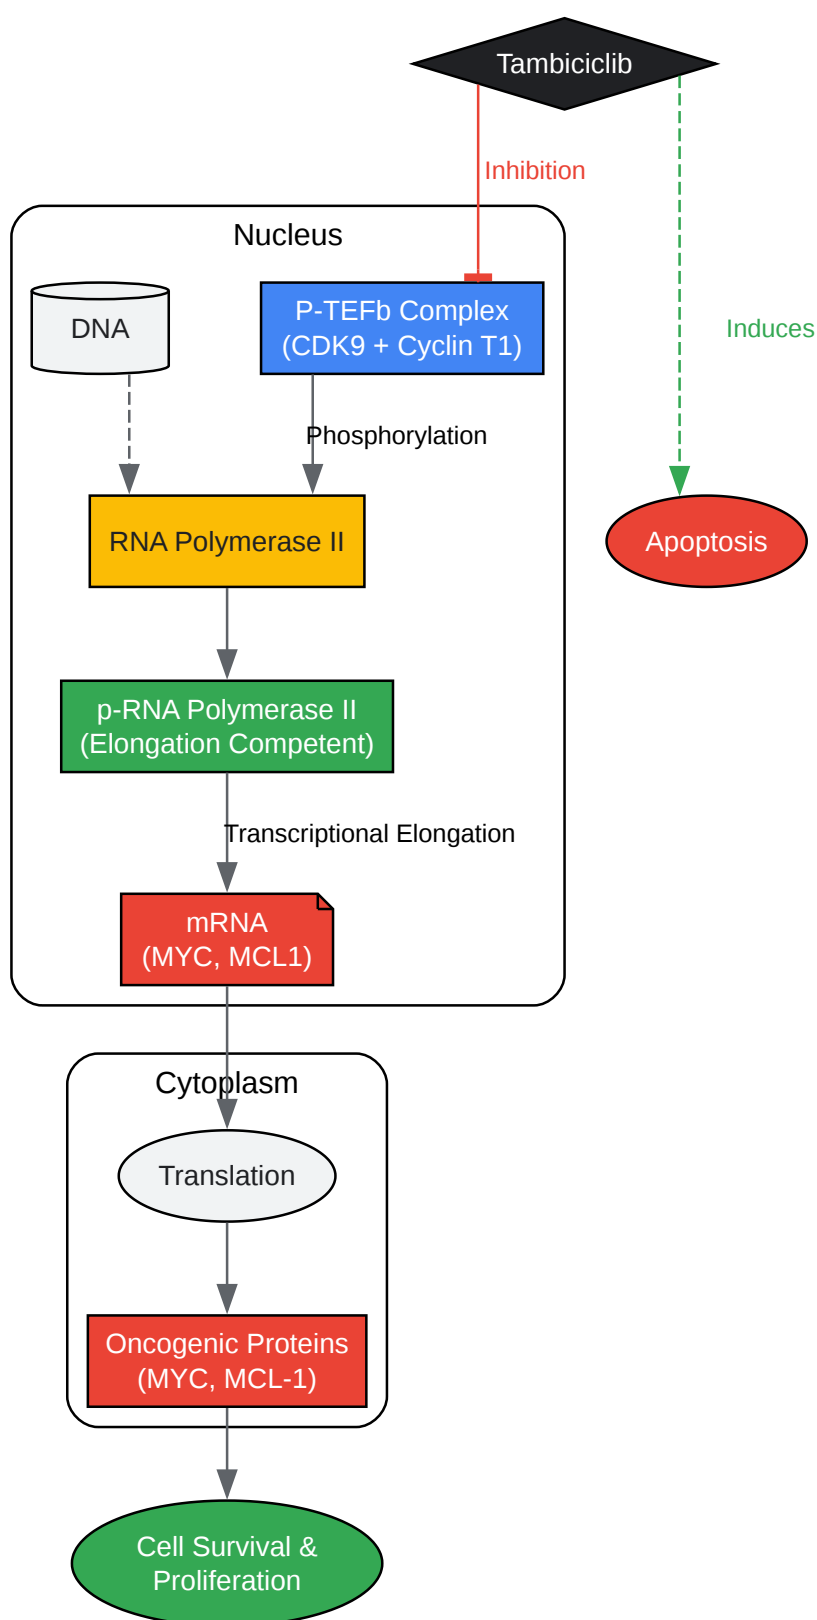 Tambiciclib
Inhibition
Nucleus
DNA
P-TEFb Complex
(CDK9 + Cyclin T1)
Induces
Phosphorylation
RNA Polymerase II
Apoptosis
p-RNA Polymerase II
(Elongation Competent)
Transcriptional Elongation
mRNA
(MYC, MCL1)
Cytoplasm
Translation
Oncogenic Proteins
(MYC, MCL-1)
Cell Survival &
Proliferation